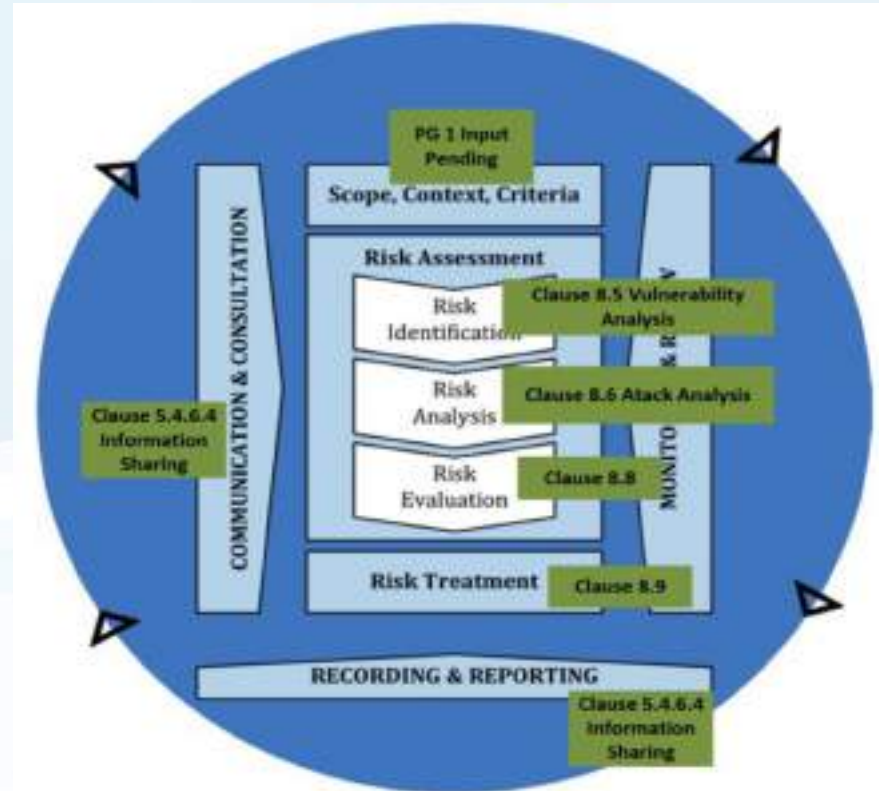 PG 1 Input
Pending
Scope, Context, Criteria
Risk Assessment
Risk
Identification
Clause 8.5 Vulnerability
Analysis
Risk
Analysis
Clause 8.6 Atack Analysis
Risk
Evaluation
Clause 8.8
Risk Treatment
Clause 8.9
COMMUNICATION & CONSULTATION
Clause 5.4.6.4
Information
Sharing
MONITO & R W
RECORDING & REPORTING
Clause 5.4.6.4
Information
Sharing